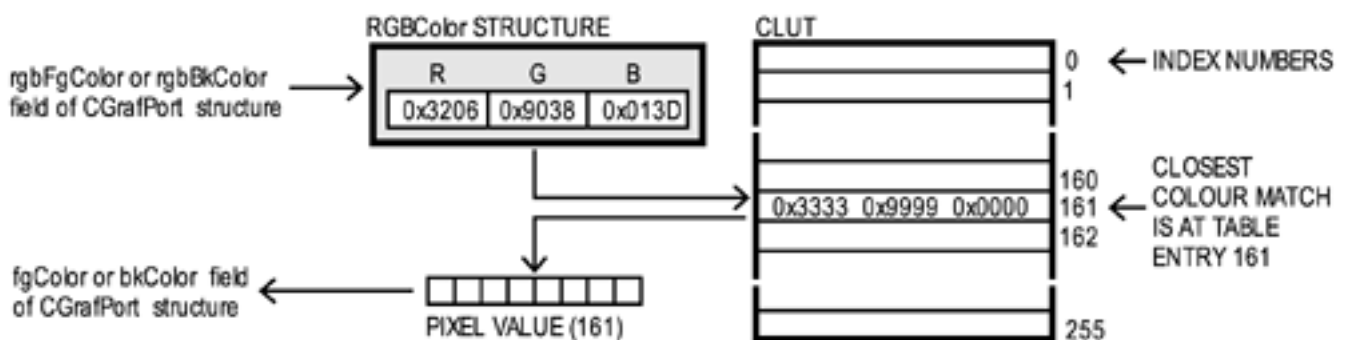 RGBColor STRUCTURE
CLUT
rgbFgColor or rgbBkColor
field of CGrafPort structure
R G B
0x3206 0x9038 0x013D
0
1
INDEX NUMBERS
160
0x3333 0x9999 0x0000
161
162
CLOSEST
COLOUR MATCH
IS AT TABLE
ENTRY 161
fgColor or bkColor field
of CGrafPort structure
PIXEL VALUE (161)
255